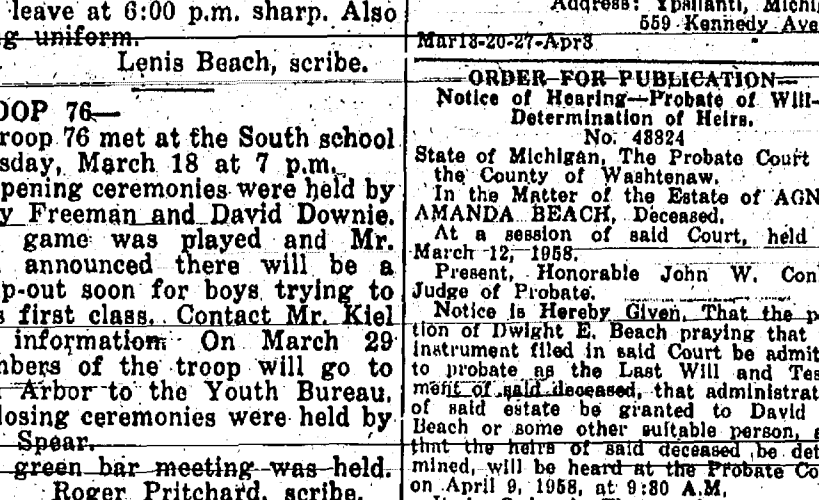 leave at 6:00 p.m. sharp. Also
g uniform.
Lenis Beach, scribe.
OOP 76—
roop 76 met at the South school
sday, March 18 at 7 p.m.
pening ceremonies were held by
y Freeman and David Downie.
game was played and Mr.
announced there will be a
p-out soon for boys trying to
s first class. Contact Mr. Kiel
information. On March 29
mbers of the troop will go to
Arbor to the Youth Bureau.
losing ceremonies were held by
Spear.
green bar meeting was held.
Roger Pritchard, scribe.
Address: Ypsilanti, Michi
559 Kennedy Ave
Mar13-20-27-Apr3
ORDER FOR PUBLICATION—
Notice of Hearing—Probate of Will—
Determination of Heirs.
No. 48824
State of Michigan, The Probate Court
the County of Washtenaw.
In the Matter of the Estate of AGN
AMANDA BEACH, Deceased.
At a session of said Court, held
March 12, 1958.
Present, Honorable John W. Con
Judge of Probate.
Notice is Hereby Given, That the p
tion of Dwight E. Beach praying that
instrument filed in said Court be admit
to probate as the Last Will and Tes
ment of said deceased, that administrat
of said estate be granted to David
Beach or some other suitable person, a
that the heirs of said deceased be det
mined, will be heard at the Probate Co
on April 9, 1958, at 9:30 A.M.